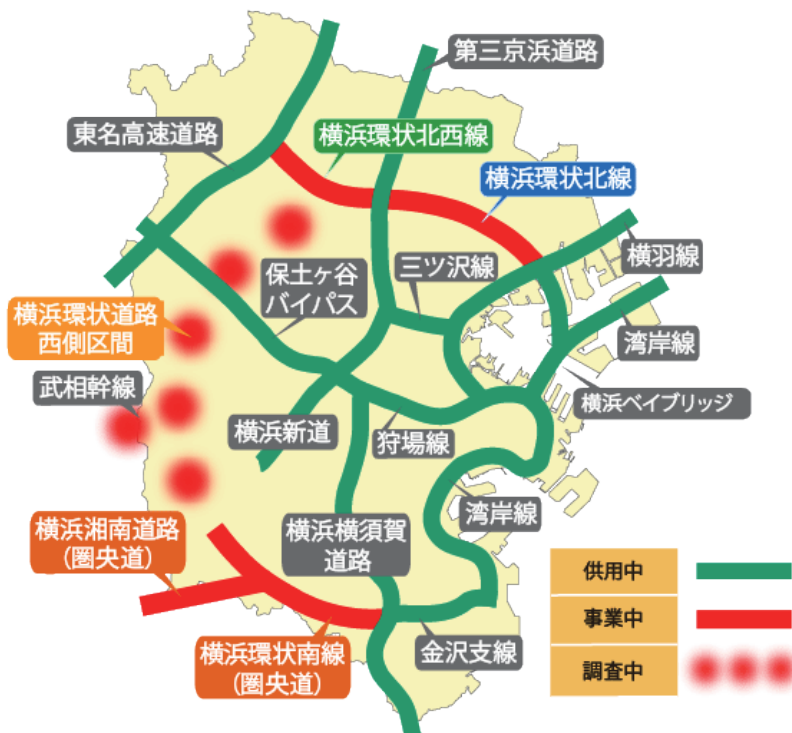 第三京浜道路
東名高速道路
横浜環状北西線
横浜環状北線
横羽線
三ツ沢線
保土ヶ谷
バイパス
横浜環状道路
西側区間
湾岸線
武相幹線
横浜ベイブリッジ
横浜新道
狩場線
湾岸線
横浜湘南道路
(圏央道)
横浜横須賀
道路
横浜環状南線
(圏央道)
金沢支線
供用中
事業中
調査中